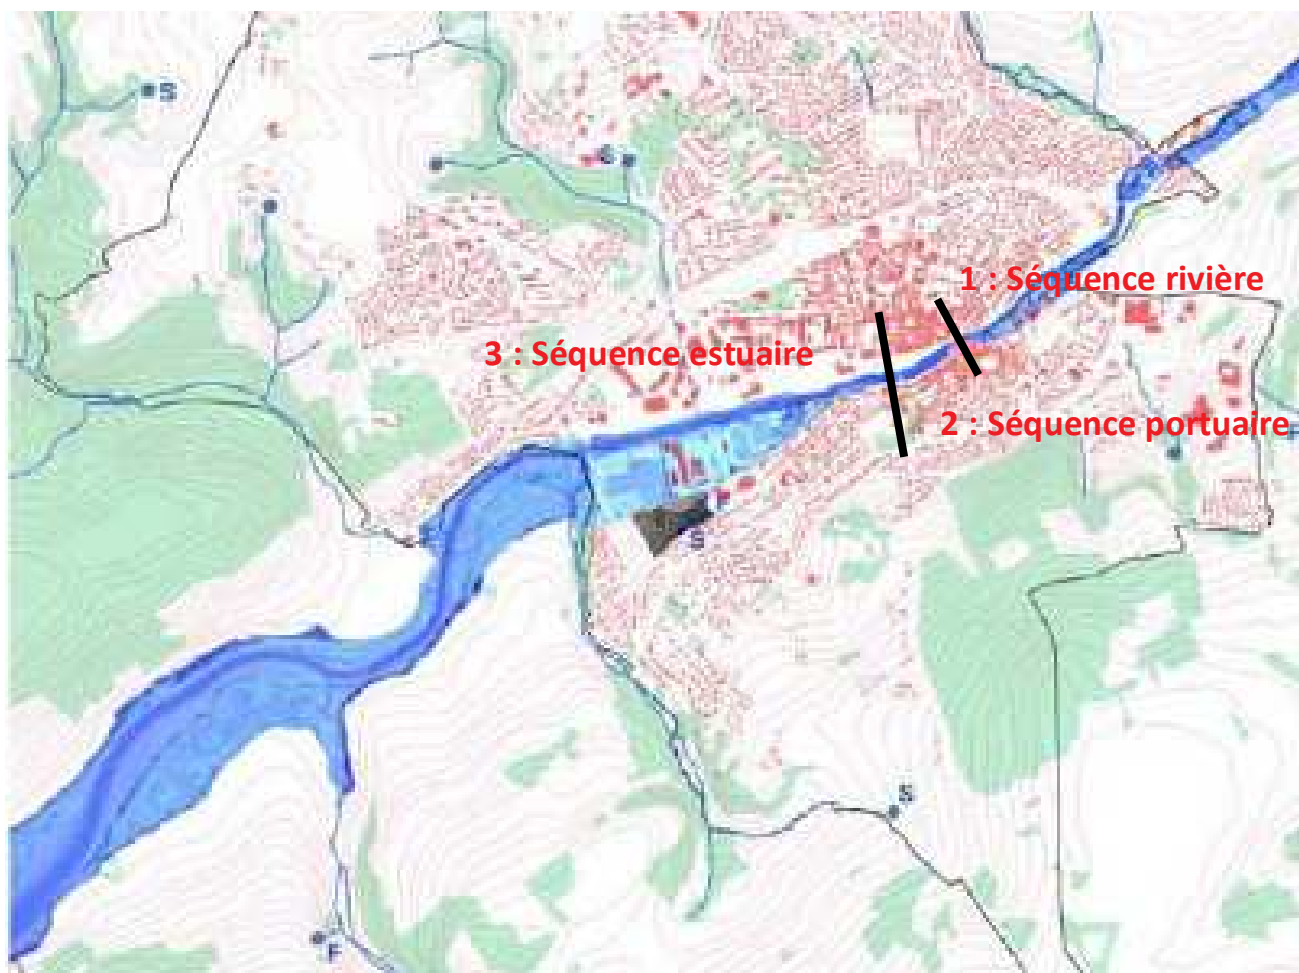 S
1 : Séquence rivière
3 : Séquence estuaire
2 : Séquence portuaire
S
S
F